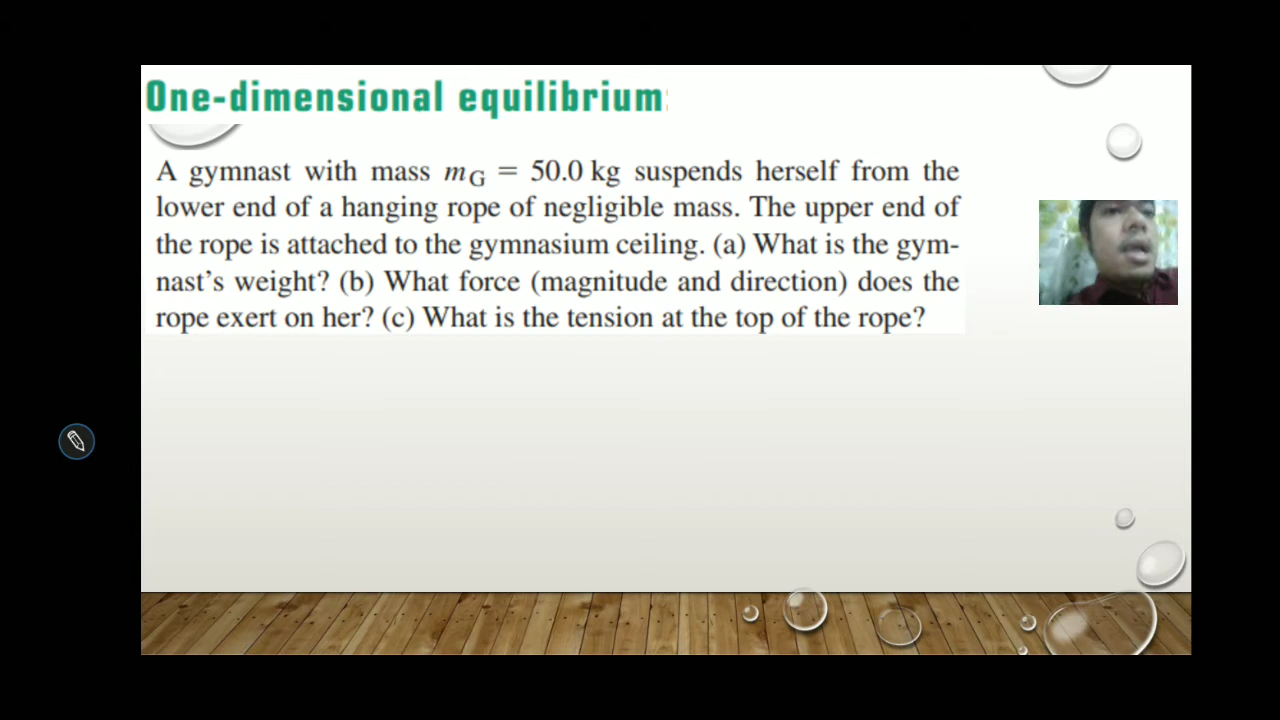 One-dimensional equilibrium:
A gymnast with mass mG = 50.0 kg suspends herself from the
lower end of a hanging rope of negligible mass. The upper end of
the rope is attached to the gymnasium ceiling. (a) What is the gym-
nast's weight? (b) What force (magnitude and direction) does the
rope exert on her? (c) What is the tension at the top of the rope?